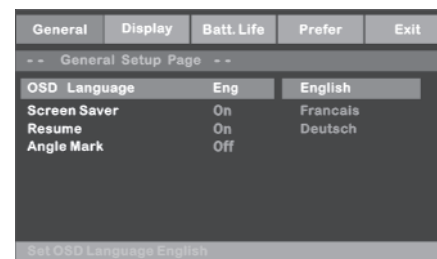 General Display Batt. Life Prefer Exit
-- General Setup Page --
OSD Language Eng English
Screen Saver On Francais
Resume On Deutsch
Angle Mark Off
Set OSD Language English